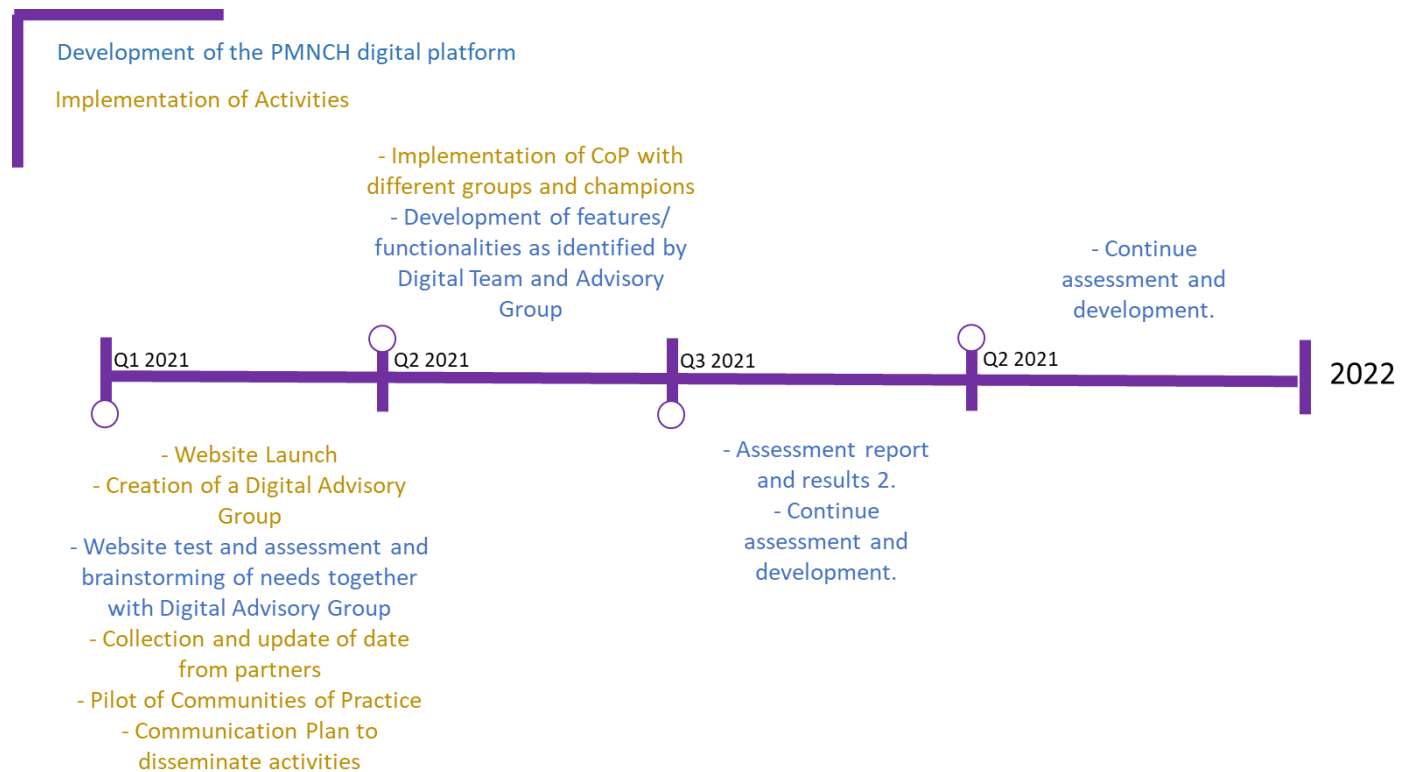 Development of the PMNCH digital platform
Implementation of Activities
- Implementation of CoP with
different groups and champions
- Development of features/
functionalities as identified by
Digital Team and Advisory
Group
- Continue
assessment and
development.
Q1 2021
Q2 2021
Q3 2021
Q2 2021
2022
- Website Launch
- Creation of a Digital Advisory
Group
- Website test and assessment and
brainstorming of needs together
with Digital Advisory Group
- Collection and update of date
from partners
- Pilot of Communities of Practice
- Communication Plan to
disseminate activities
- Assessment report
and results 2.
- Continue
assessment and
development.